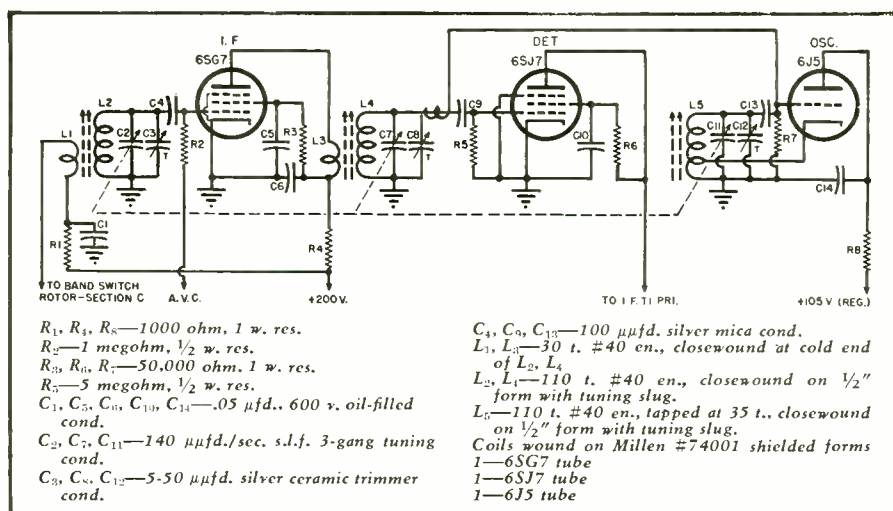 I. F
6SG7
DET
6SJ7
OSC.
6J5
L1
L2
C2
C3
T
C4
R2
C5
R3
C6
L3
R4
L4
C7
C8
T
C9
R5
C10
R6
L5
C11
C12
T
C13
R7
C14
R8
R1
C1
TO BAND SWITCH
ROTOR–SECTION C
A.V.C.
+200V.
TO I F. T1 PRI.
+105 V (REG.)
R₁, R₄, R₈—1000 ohm, 1 w. res.
R₂—1 megohm, ½ w. res.
R₃, R₆, R₇—50,000 ohm. 1 w. res.
R₅—5 megohm, ½ w. res.
C₁, C₅, C₆, C₁₀, C₁₄—.05 μfd., 600 v. oil-filled
cond.
C₂, C₇, C₁₁—140 μμfd./sec. s.l.f. 3-gang tuning
cond.
C₃, C₈, C₁₂—5-50 μμfd. silver ceramic trimmer
cond.
C₄, C₉, C₁₃—100 μμfd. silver mica cond.
L₁, L₃—30 t. #40 en., closewound at cold end
of L₂, L₄
L₂, L₄—110 t. #40 en., closewound on ½"
form with tuning slug.
L₅—110 t. #40 en., tapped at 35 t., closewound
on ½" form with tuning slug.
Coils wound on Millen #74001 shielded forms
1—6SG7 tube
1—6SJ7 tube
1—6J5 tube